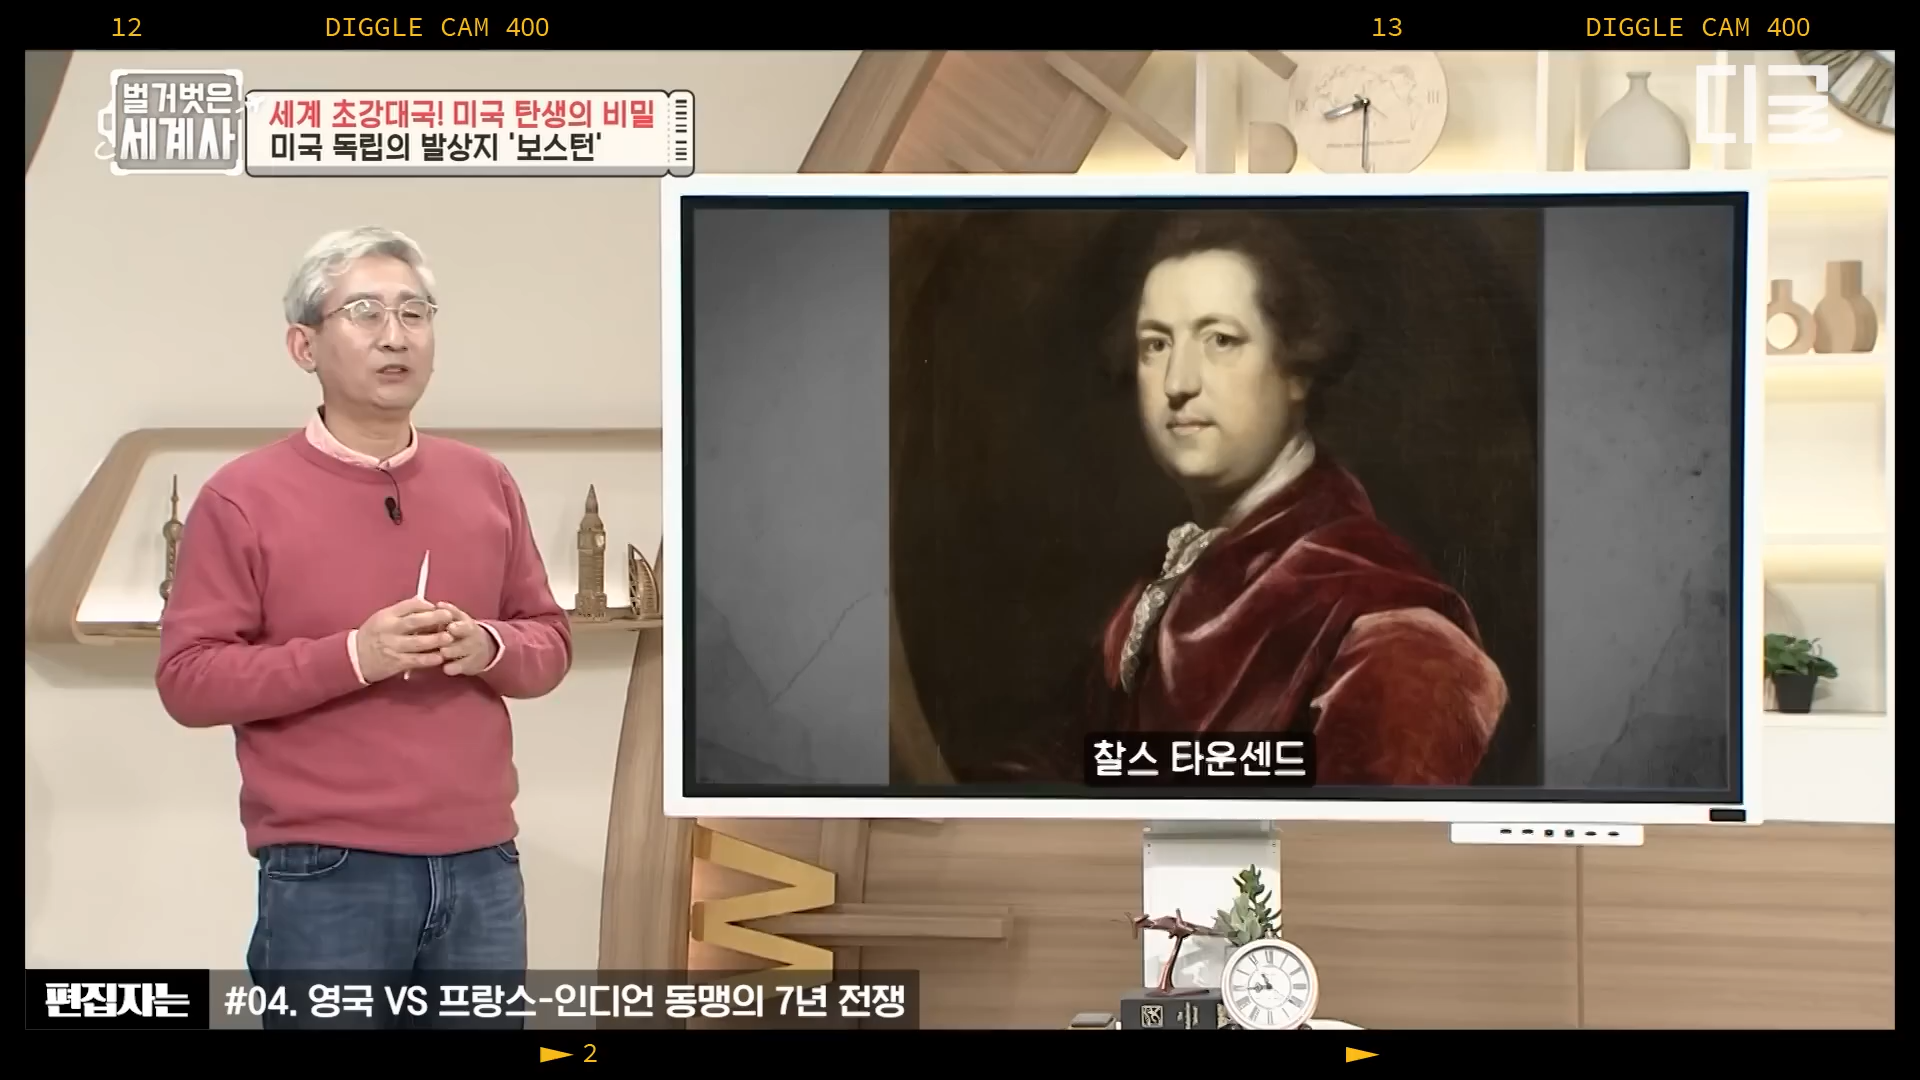 12 DIGGLE CAM 400 13 DIGGLE CAM 400
벌거벗은
세계사
세계 초강대국! 미국 탄생의 비밀
미국 독립의 발상지 '보스턴'
디글
찰스 타운센드
편집자는 #04. 영국 VS 프랑스-인디언 동맹의 7년 전쟁
2